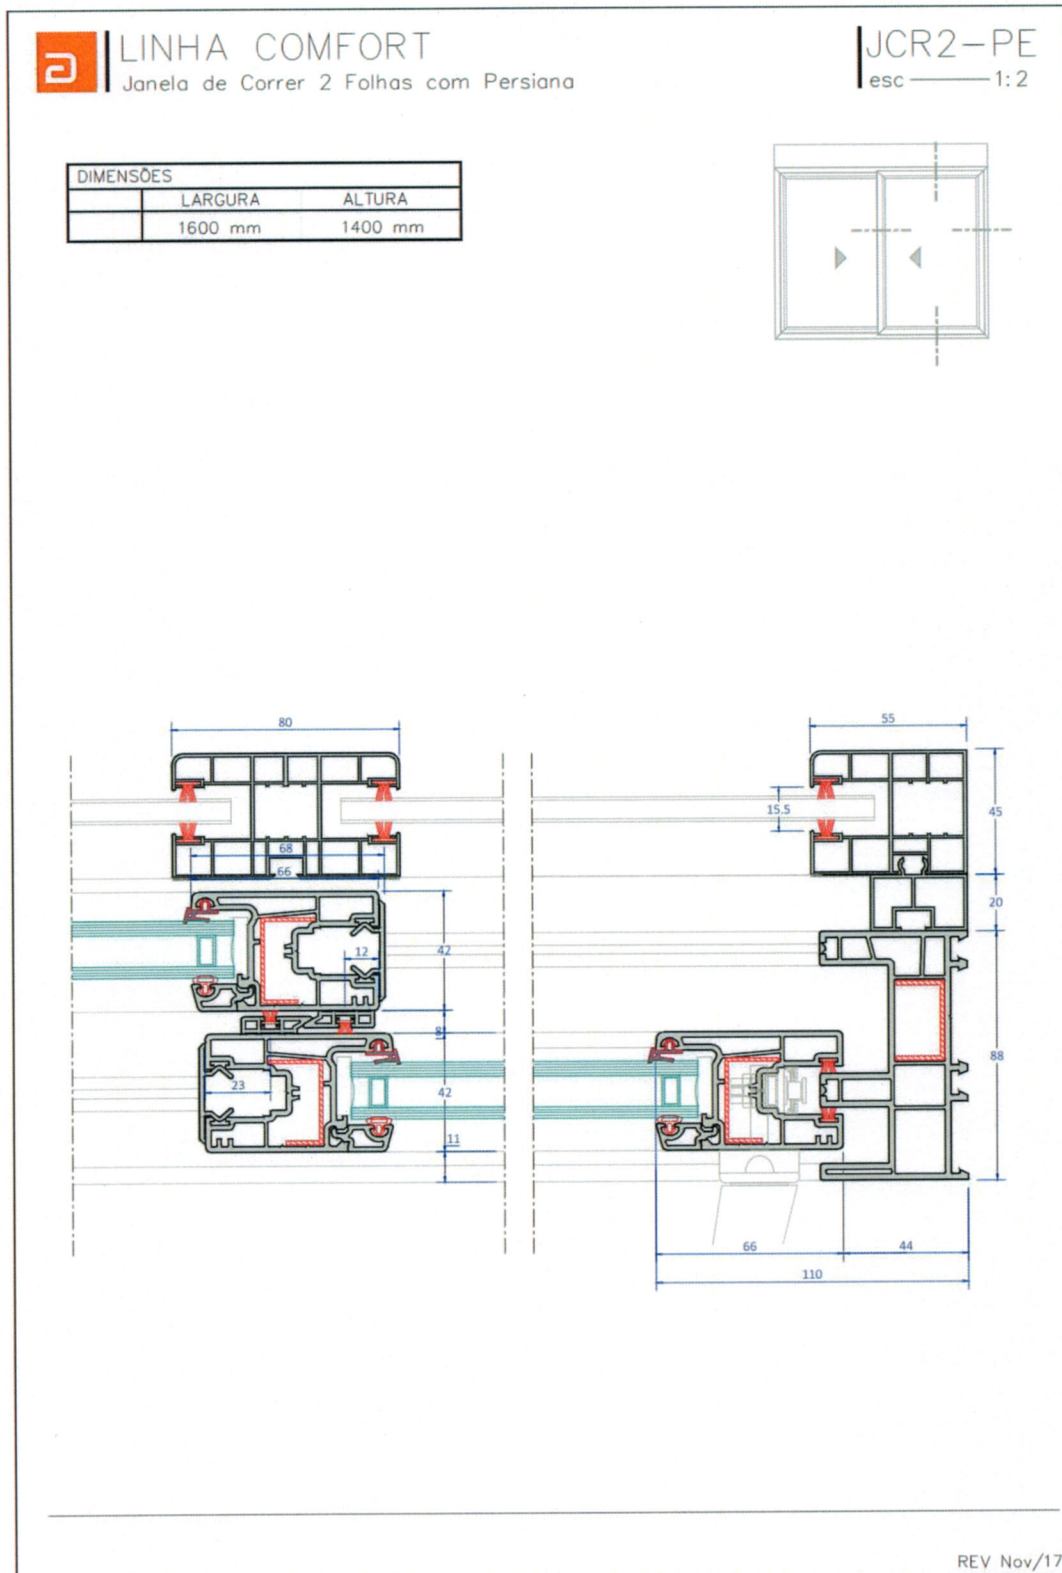 LINHA COMFORT
Janela de Correr 2 Folhas com Persiana
JCR2-PE
esc 1:2
DIMENSÕES
LARGURA ALTURA
1600 mm 1400 mm
80
55
15.5
45
68
66
20
12
42
8
88
23
42
11
66
44
110
REV Nov/17